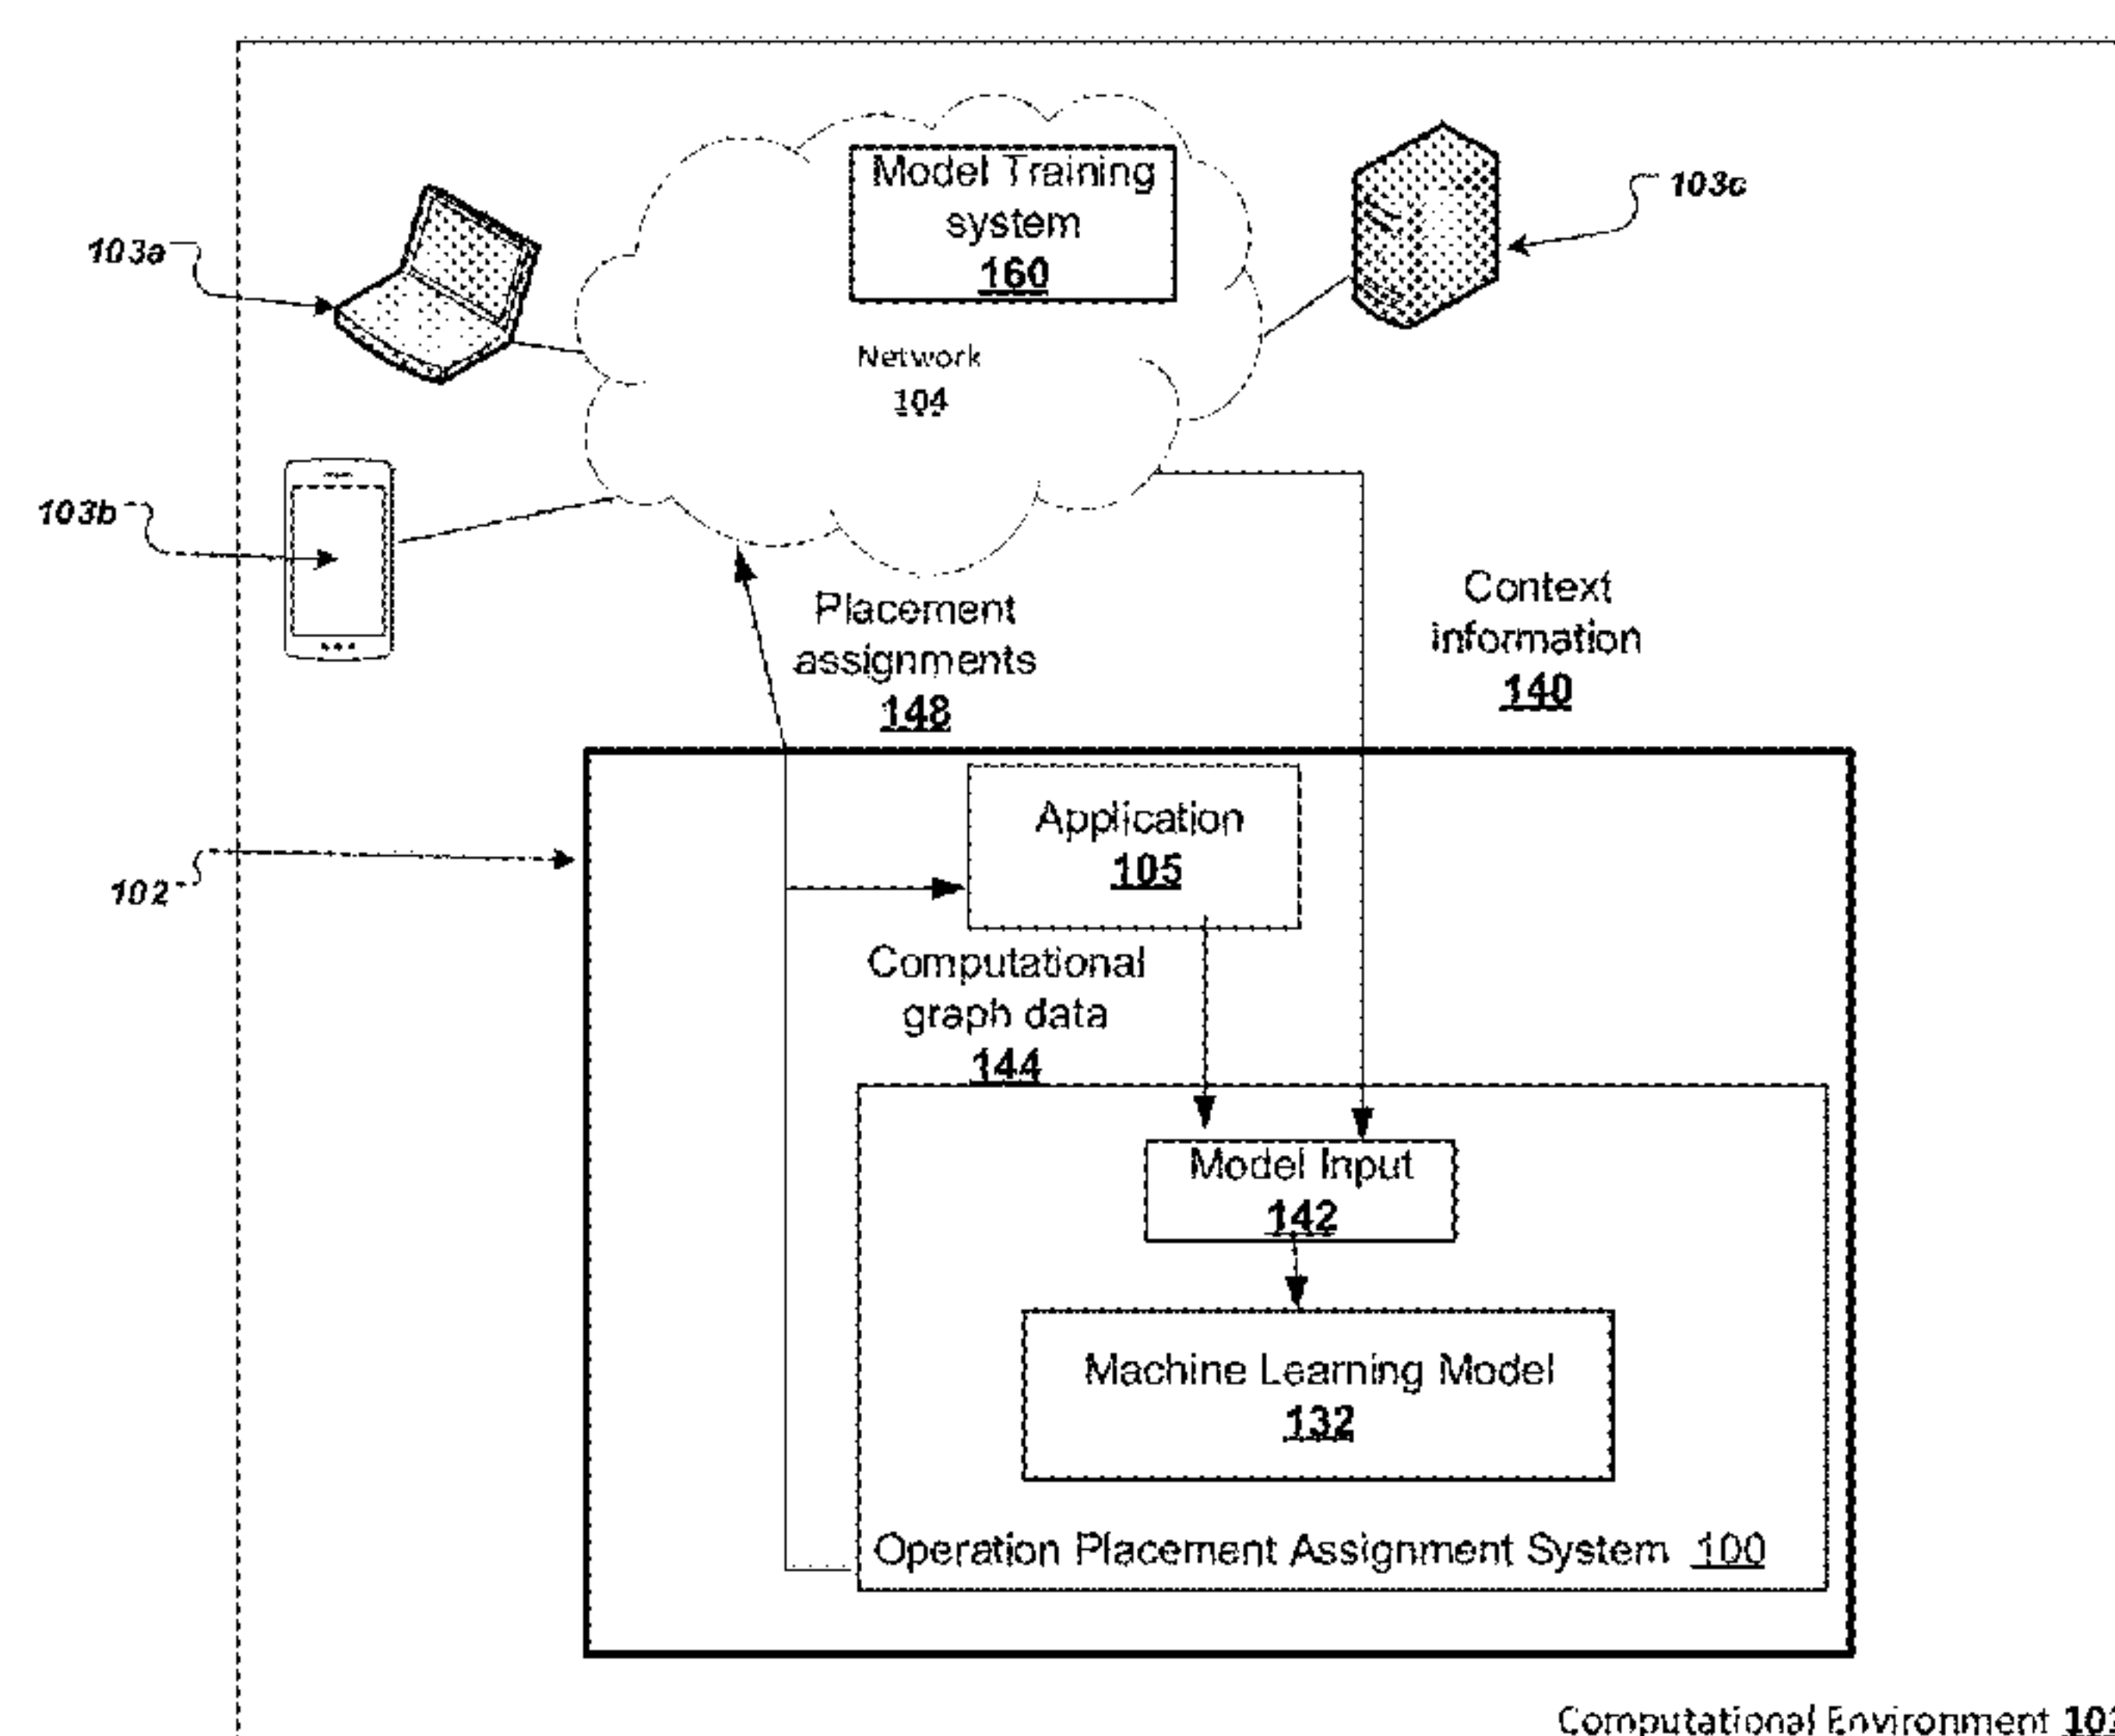 Model Training
system
160
103a
103c
Network
104
103b
Placement
assignments
148
Context
information
140
Application
105
102
Computational
graph data
144
Model Input
142
Machine Learning Model
132
Operation Placement Assignment System 100
Computational Environment